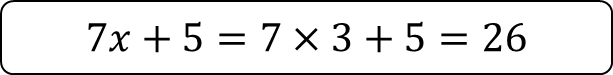 7𝑥 + 5 = 7 × 3 + 5 = 26